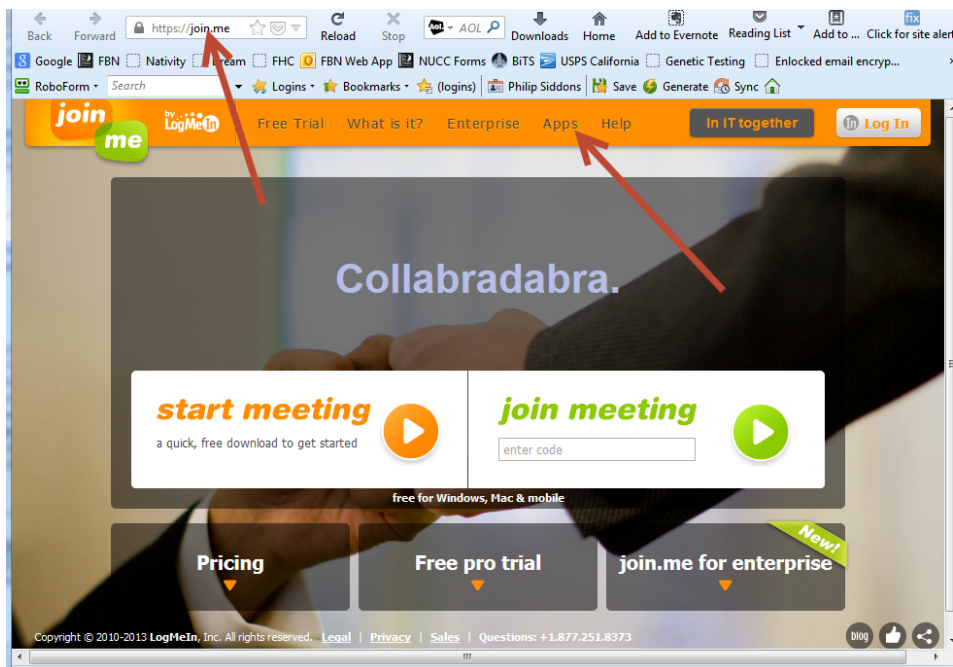 Back Forward https://join.me Reload Stop Aol. AOL Downloads Home Add to Evernote Reading List Add to ... Click for site alert
8 Google FBN Nativity Dream FHC FBN Web App NUCC Forms BiTS USPS California Genetic Testing Enlocked email encryp... »
RoboForm Search Logins Bookmarks (logins) Philip Siddons Save Generate Sync
join me by LogMeIn Free Trial What is it? Enterprise Apps Help In IT together in Log In
Collabradabra.
start meeting join meeting
a quick, free download to get started enter code
free for Windows, Mac & mobile
New!
Pricing Free pro trial join.me for enterprise
Copyright © 2010-2013 LogMeIn, Inc. All rights reserved. Legal | Privacy | Sales | Questions: +1.877.251.8373 blog